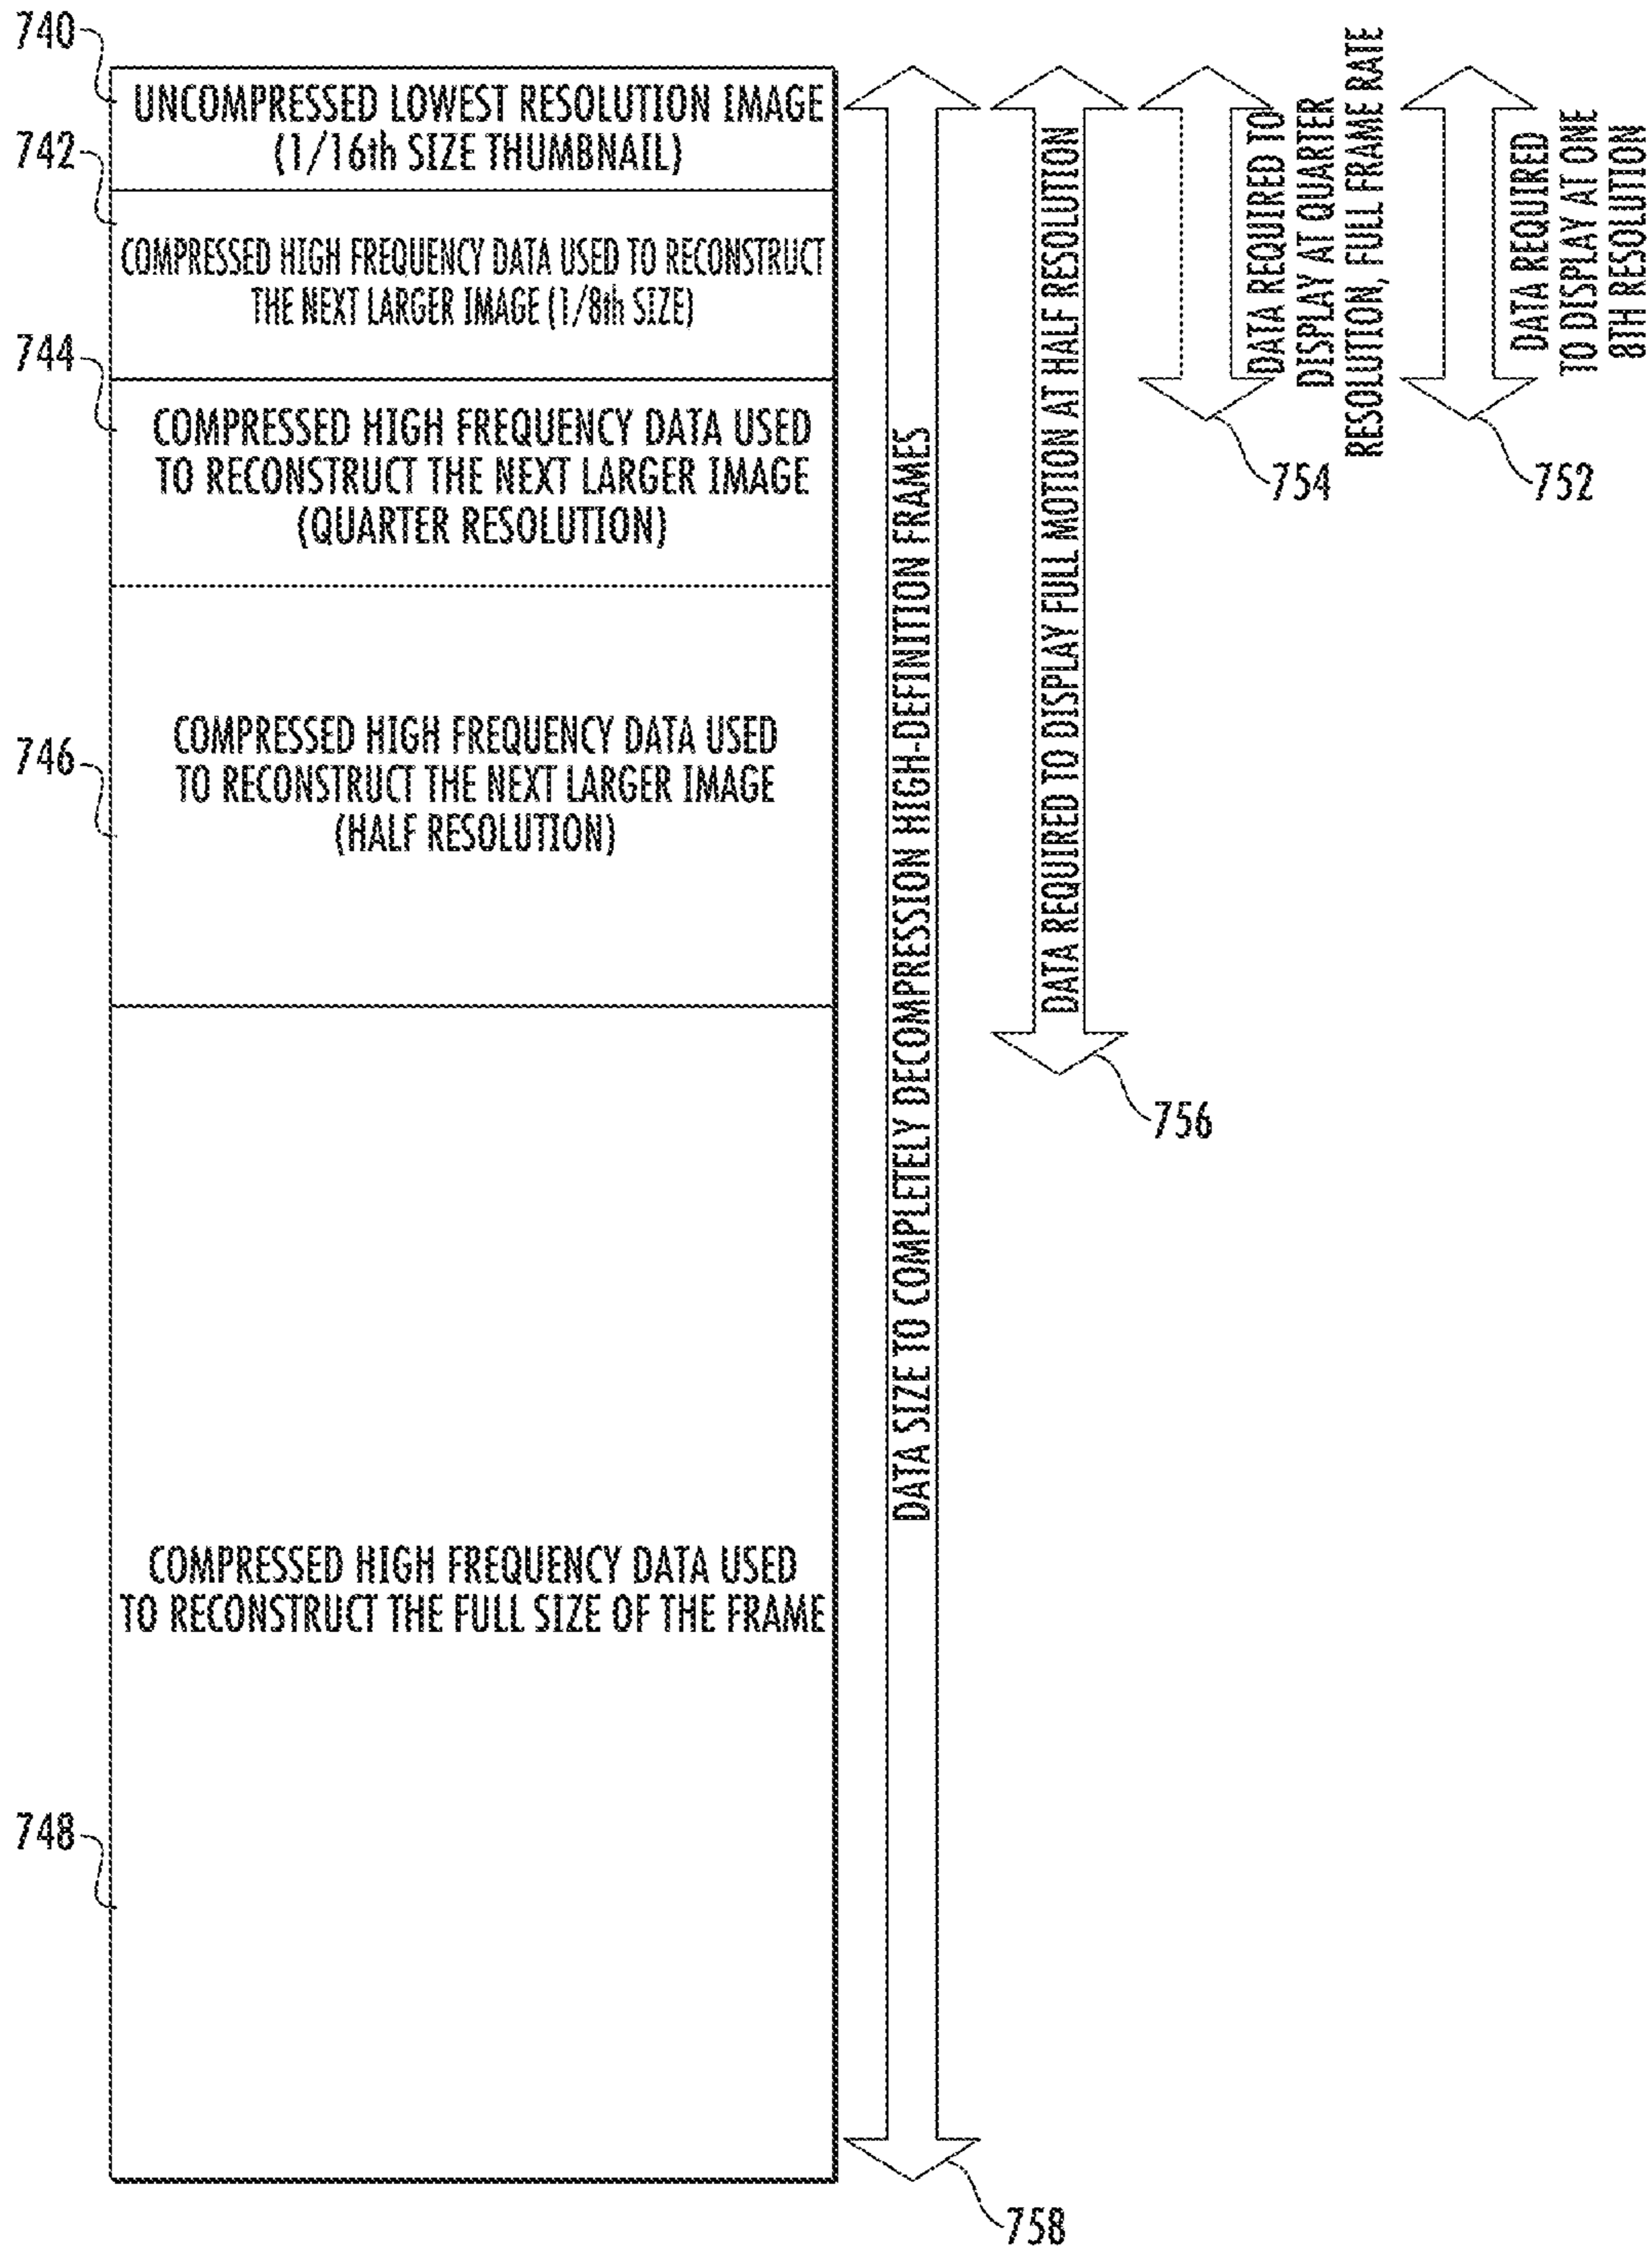 740
UNCOMPRESSED LOWEST RESOLUTION IMAGE
(1/16th SIZE THUMBNAIL)
742
COMPRESSED HIGH FREQUENCY DATA USED TO RECONSTRUCT
THE NEXT LARGER IMAGE (1/8th SIZE)
744
COMPRESSED HIGH FREQUENCY DATA USED
TO RECONSTRUCT THE NEXT LARGER IMAGE
(QUARTER RESOLUTION)
746
COMPRESSED HIGH FREQUENCY DATA USED
TO RECONSTRUCT THE NEXT LARGER IMAGE
(HALF RESOLUTION)
748
COMPRESSED HIGH FREQUENCY DATA USED
TO RECONSTRUCT THE FULL SIZE OF THE FRAME
DATA SIZE TO COMPLETELY DECOMPRESSION HIGH-DEFINITION FRAMES
758
DATA REQUIRED TO DISPLAY FULL MOTION AT HALF RESOLUTION
756
DATA REQUIRED TO
DISPLAY AT QUARTER
RESOLUTION, FULL FRAME RATE
754
DATA REQUIRED
TO DISPLAY AT ONE
8TH RESOLUTION
752